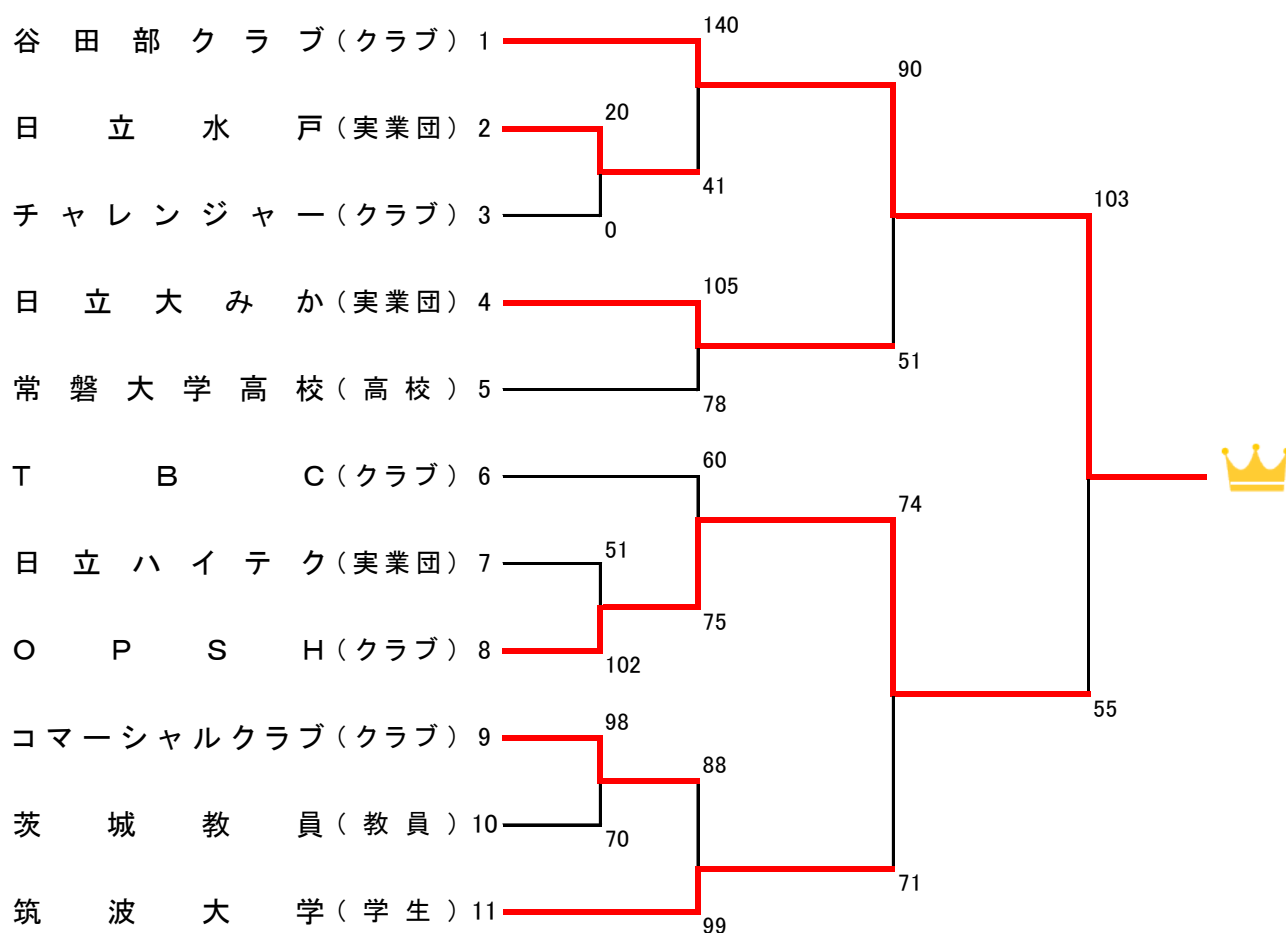 谷田部クラブ(クラブ) 1
140
90
日立水戸(実業団) 2
20
41
チャレンジャー(クラブ) 3
0
103
日立大みか(実業団) 4
105
51
常磐大学高校(高校) 5
78
TBC(クラブ) 6
60
74
日立ハイテク(実業団) 7
51
75
OPSH(クラブ) 8
102
55
コマーシャルクラブ(クラブ) 9
98
88
茨城教員(教員) 10
70
71
筑波大学(学生) 11
99